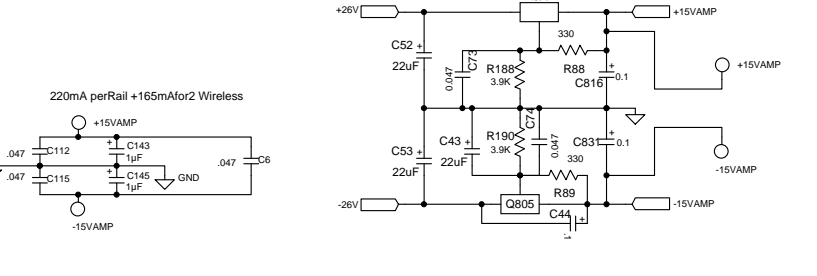 +26V
+15VAMP
330
C52
+
22uF
C73
0.047
R188
3.9K
R88
+
C816
0.1
+15VAMP
220mA perRail +165mAfor2 Wireless
+15VAMP
.047
C112
+
C143
1µF
.047
C6
.047
C115
+
C145
1µF
GND
-15VAMP
C53
+
22uF
C43
+
22uF
R190
3.9K
C74
0.047
330
C831
+
0.1
-15VAMP
R89
-26V
Q805
-15VAMP
C44
+
.1